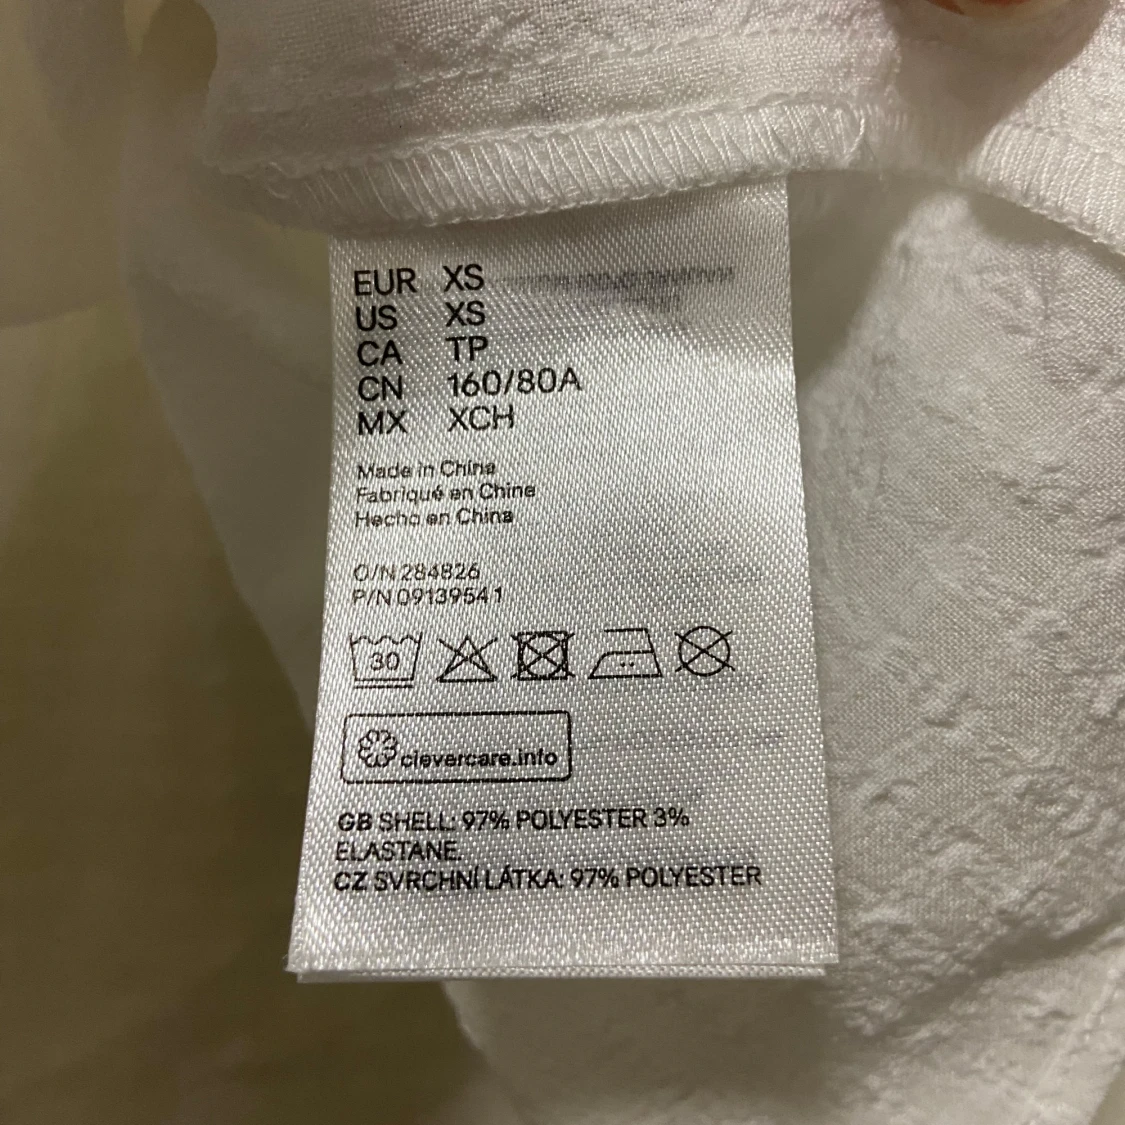 EUR XS
US XS
CA TP
CN 160/80A
MX XCH
Made in China
Fabriqué en Chine
Hecho en China
O/N 284826
P/N 09139541
30
clevercare.info
GB SHELL: 97% POLYESTER 3%
ELASTANE.
CZ SVRCHNÍ LÁTKA: 97% POLYESTER